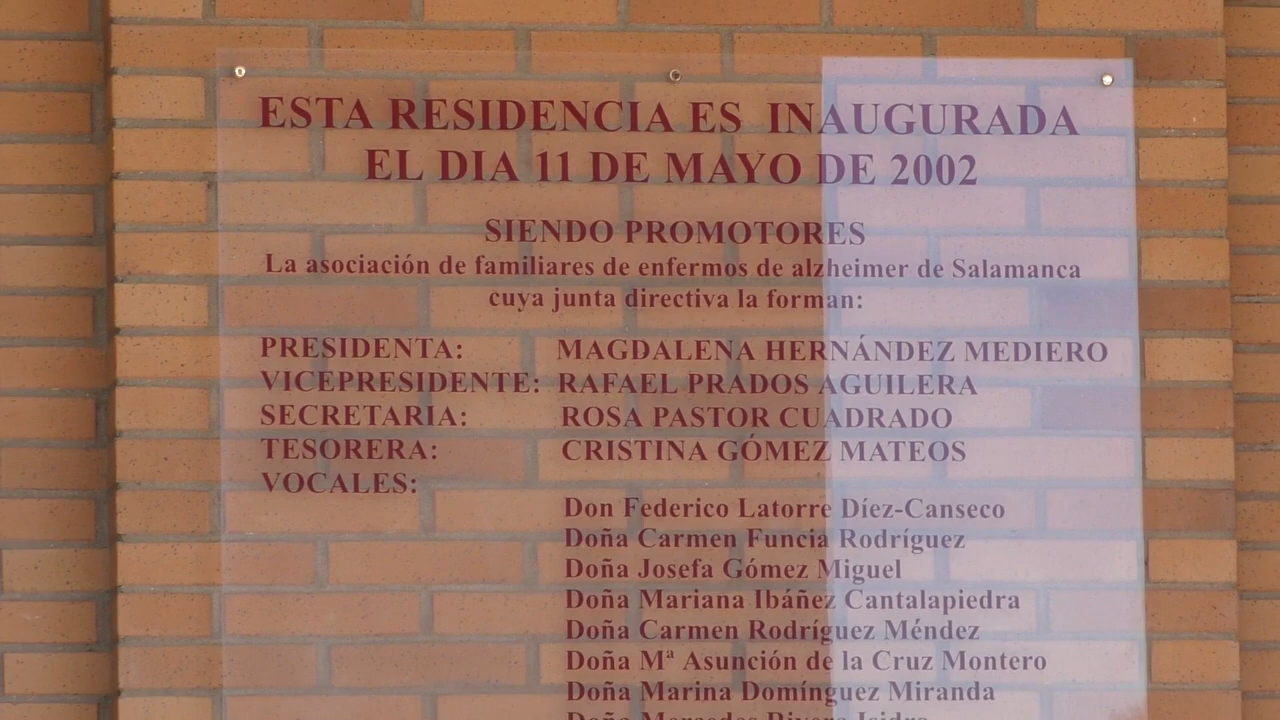 ESTA RESIDENCIA ES INAUGURADA
EL DIA 11 DE MAYO DE 2002
SIENDO PROMOTORES
La asociación de familiares de enfermos de alzheimer de Salamanca
cuya junta directiva la forman:
PRESIDENTA: MAGDALENA HERNÁNDEZ MEDIERO
VICEPRESIDENTE: RAFAEL PRADOS AGUILERA
SECRETARIA: ROSA PASTOR CUADRADO
TESORERA: CRISTINA GÓMEZ MATEOS
VOCALES:
Don Federico Latorre Díez-Canseco
Doña Carmen Funcia Rodríguez
Doña Josefa Gómez Miguel
Doña Mariana Ibáñez Cantalapiedra
Doña Carmen Rodríguez Méndez
Doña Mª Asunción de la Cruz Montero
Doña Marina Domínguez Miranda
Doña Mercedes Rivero Isidro